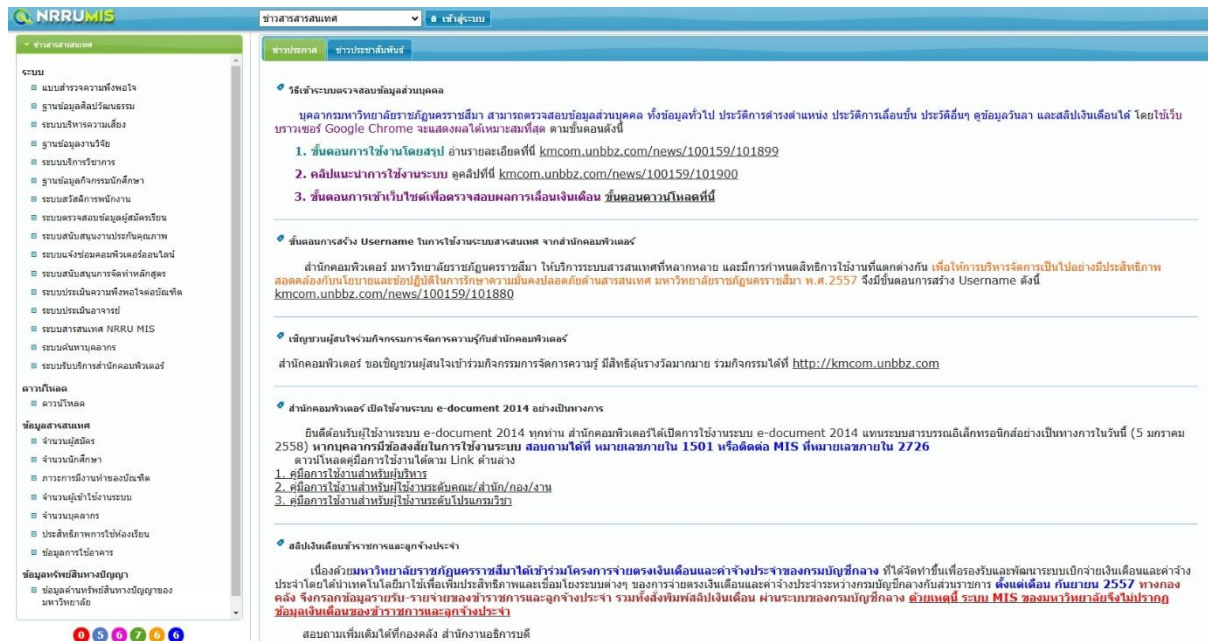 NRRUMIS
ข่าวสารสารสนเทศ
เข้าสู่ระบบ
ข่าวสารสารสนเทศ
ระบบ
แบบสำรวจความพึงพอใจ
ฐานข้อมูลศิลปวัฒนธรรม
ระบบบริหารความเสี่ยง
ฐานข้อมูลงานวิจัย
ระบบบริการวิชาการ
ฐานข้อมูลกิจกรรมนักศึกษา
ระบบสวัสดิการพนักงาน
ระบบตรวจสอบข้อมูลผู้สมัครเรียน
ระบบสนับสนุนงานประกันคุณภาพ
ระบบแจ้งซ่อมคอมพิวเตอร์ออนไลน์
ระบบสนับสนุนการจัดทำหลักสูตร
ระบบประเมินความพึงพอใจต่อบัณฑิต
ระบบประเมินอาจารย์
ระบบสารสนเทศ NRRU MIS
ระบบค้นหาบุคลากร
ระบบรับบริการสำนักคอมพิวเตอร์
ดาวน์โหลด
ดาวน์โหลด
ข้อมูลสารสนเทศ
จำนวนผู้สมัคร
จำนวนนักศึกษา
ภาวะการมีงานทำของบัณฑิต
จำนวนผู้เข้าใช้งานระบบ
จำนวนบุคลากร
ประสิทธิภาพการใช้ห้องเรียน
ข้อมูลการใช้อาคาร
ข้อมูลทรัพย์สินทางปัญญา
ข้อมูลด้านทรัพย์สินทางปัญญาของ
มหาวิทยาลัย
0 5 6 7 6 6
ข่าวประกาศ ข่าวประชาสัมพันธ์
วิธีเข้าระบบตรวจสอบข้อมูลส่วนบุคคล
บุคลากรมหาวิทยาลัยราชภัฏนครราชสีมา สามารถตรวจสอบข้อมูลส่วนบุคคล ทั้งข้อมูลทั่วไป ประวัติการดำรงตำแหน่ง ประวัติการเลื่อนขั้น ประวัติอื่นๆ ดูข้อมูลวันลา และสลิปเงินเดือนได้ โดยใช้เว็บ
บราวเซอร์ Google Chrome จะแสดงผลได้เหมาะสมที่สุด ตามขั้นตอนดังนี้
1. ขั้นตอนการใช้งานโดยสรุป อ่านรายละเอียดที่นี่ kmcom.unbbz.com/news/100159/101899
2. คลิปแนะนำการใช้งานระบบ ดูคลิปที่นี่ kmcom.unbbz.com/news/100159/101900
3. ขั้นตอนการเข้าเว็บไซต์เพื่อตรวจสอบผลการเลื่อนเงินเดือน ขั้นตอนดาวน์โหลดที่นี่
ขั้นตอนการสร้าง Username ในการใช้งานระบบสารสนเทศ จากสำนักคอมพิวเตอร์
สำนักคอมพิวเตอร์ มหาวิทยาลัยราชภัฏนครราชสีมา ให้บริการระบบสารสนเทศที่หลากหลาย และมีการกำหนดสิทธิการใช้งานที่แตกต่างกัน เพื่อให้การบริหารจัดการเป็นไปอย่างมีประสิทธิภาพ
สอดคล้องกับนโยบายและข้อปฏิบัติในการรักษาความมั่นคงปลอดภัยด้านสารสนเทศ มหาวิทยาลัยราชภัฏนครราชสีมา พ.ศ.2557 จึงมีขั้นตอนการสร้าง Username ดังนี้
kmcom.unbbz.com/news/100159/101880
เชิญชวนผู้สนใจร่วมกิจกรรมการจัดการความรู้กับสำนักคอมพิวเตอร์
สำนักคอมพิวเตอร์ ขอเชิญชวนผู้สนใจเข้าร่วมกิจกรรมการจัดการความรู้ มีสิทธิลุ้นรางวัลมากมาย ร่วมกิจกรรมได้ที่ http://kmcom.unbbz.com
สำนักคอมพิวเตอร์ เปิดใช้งานระบบ e-document 2014 อย่างเป็นทางการ
ยินดีต้อนรับผู้ใช้งานระบบ e-document 2014 ทุกท่าน สำนักคอมพิวเตอร์ได้เปิดการใช้งานระบบ e-document 2014 แทนระบบสารบรรณอิเล็กทรอนิกส์อย่างเป็นทางการในวันนี้ (5 มกราคม
2558) หากบุคลากรมีข้อสงสัยในการใช้งานระบบ สอบถามได้ที่ หมายเลขภายใน 1501 หรือติดต่อ MIS ที่หมายเลขภายใน 2726
ดาวน์โหลดคู่มือการใช้งานได้ตาม Link ด้านล่าง
1. คู่มือการใช้งานสำหรับผู้บริหาร
2. คู่มือการใช้งานสำหรับผู้ใช้งานระดับคณะ/สำนัก/กอง/งาน
3. คู่มือการใช้งานสำหรับผู้ใช้งานระดับโปรแกรมวิชา
สลิปเงินเดือนข้าราชการและลูกจ้างประจำ
เนื่องด้วยมหาวิทยาลัยราชภัฏนครราชสีมาได้เข้าร่วมโครงการจ่ายตรงเงินเดือนและค่าจ้างประจำของกรมบัญชีกลาง ที่ได้จัดทำขึ้นเพื่อรองรับและพัฒนาระบบเบิกจ่ายเงินเดือนและค่าจ้าง
ประจำโดยได้นำเทคโนโลยีมาใช้เพื่อเพิ่มประสิทธิภาพและเชื่อมโยงระบบต่างๆ ของการจ่ายตรงเงินเดือนและค่าจ้างประจำระหว่างกรมบัญชีกลางกับส่วนราชการ ตั้งแต่เดือน กันยายน 2557 ทางกอง
คลัง จึงกรอกข้อมูลรายรับ-รายจ่ายของข้าราชการและลูกจ้างประจำ รวมทั้งสั่งพิมพ์สลิปเงินเดือน ผ่านระบบของกรมบัญชีกลาง ด้วยเหตุนี้ ระบบ MIS ของมหาวิทยาลัยจึงไม่ปรากฏ
ข้อมูลเงินเดือนของข้าราชการและลูกจ้างประจำ
สอบถามเพิ่มเติมได้ที่กองคลัง สำนักงานอธิการบดี